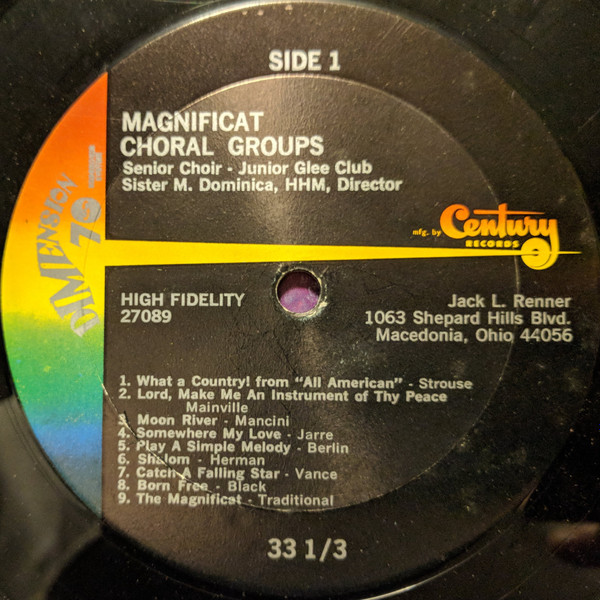 SIDE 1
MAGNIFICAT
CHORAL GROUPS
Senior Choir - Junior Glee Club
Sister M. Dominica, HHM, Director
DIMENSION
70
mfg. by Century
RECORDS
HIGH FIDELITY
27089
Jack L. Renner
1063 Shepard Hills Blvd.
Macedonia, Ohio 44056
1. What a Country! from "All American" - Strouse
2. Lord, Make Me An Instrument of Thy Peace
Mainville
3. Moon River - Mancini
4. Somewhere My Love - Jarre
5. Play A Simple Melody - Berlin
6. Shalom - Herman
7. Catch A Falling Star - Vance
8. Born Free - Black
9. The Magnificat - Traditional
33 1/3